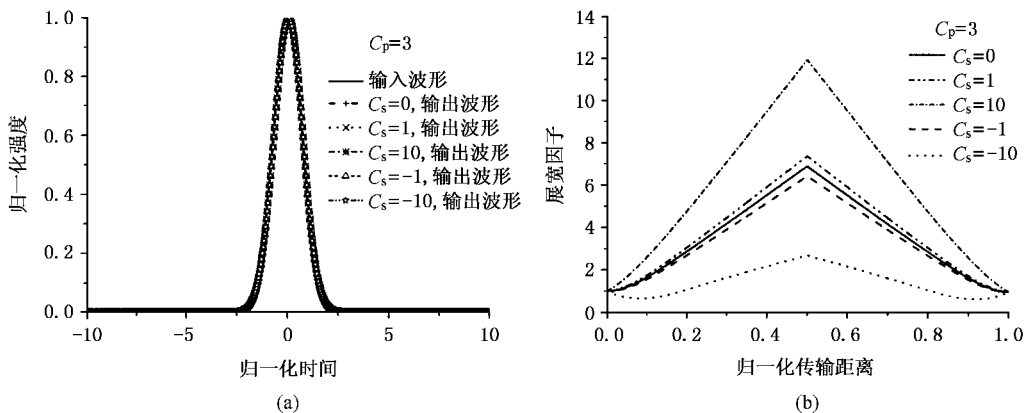 1.0
0.8
0.6
0.4
0.2
0.0
-10
-5
0
5
10
归一化强度
归一化时间
Cp=3
输入波形
Cs=0, 输出波形
Cs=1, 输出波形
Cs=10, 输出波形
Cs=-1, 输出波形
Cs=-10, 输出波形
(a)
14
12
10
8
6
4
2
0
0.0
0.2
0.4
0.6
0.8
1.0
展宽因子
归一化传输距离
Cp=3
Cs=0
Cs=1
Cs=10
Cs=-1
Cs=-10
(b)